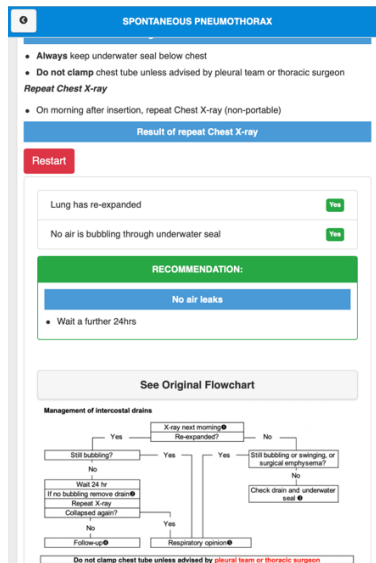 SPONTANEOUS PNEUMOTHORAX
• Always keep underwater seal below chest
• Do not clamp chest tube unless advised by pleural team or thoracic surgeon
Repeat Chest X-ray
• On morning after insertion, repeat Chest X-ray (non-portable)
Result of repeat Chest X-ray
Restart
Lung has re-expanded Yes
No air is bubbling through underwater seal Yes
RECOMMENDATION:
No air leaks
• Wait a further 24hrs
See Original Flowchart
Management of intercostal drains
X-ray next morning
Yes Re-expanded? No
Still bubbling? Yes Yes Still bubbling or swinging, or
surgical emphysema?
No No
Wait 24 hr
If no bubbling remove drain
Check drain and underwater
seal
Repeat X-ray
Collapsed again?
Yes
No
Follow-up Respiratory opinion
Do not clamp chest tube unless advised by pleural team or thoracic surgeon